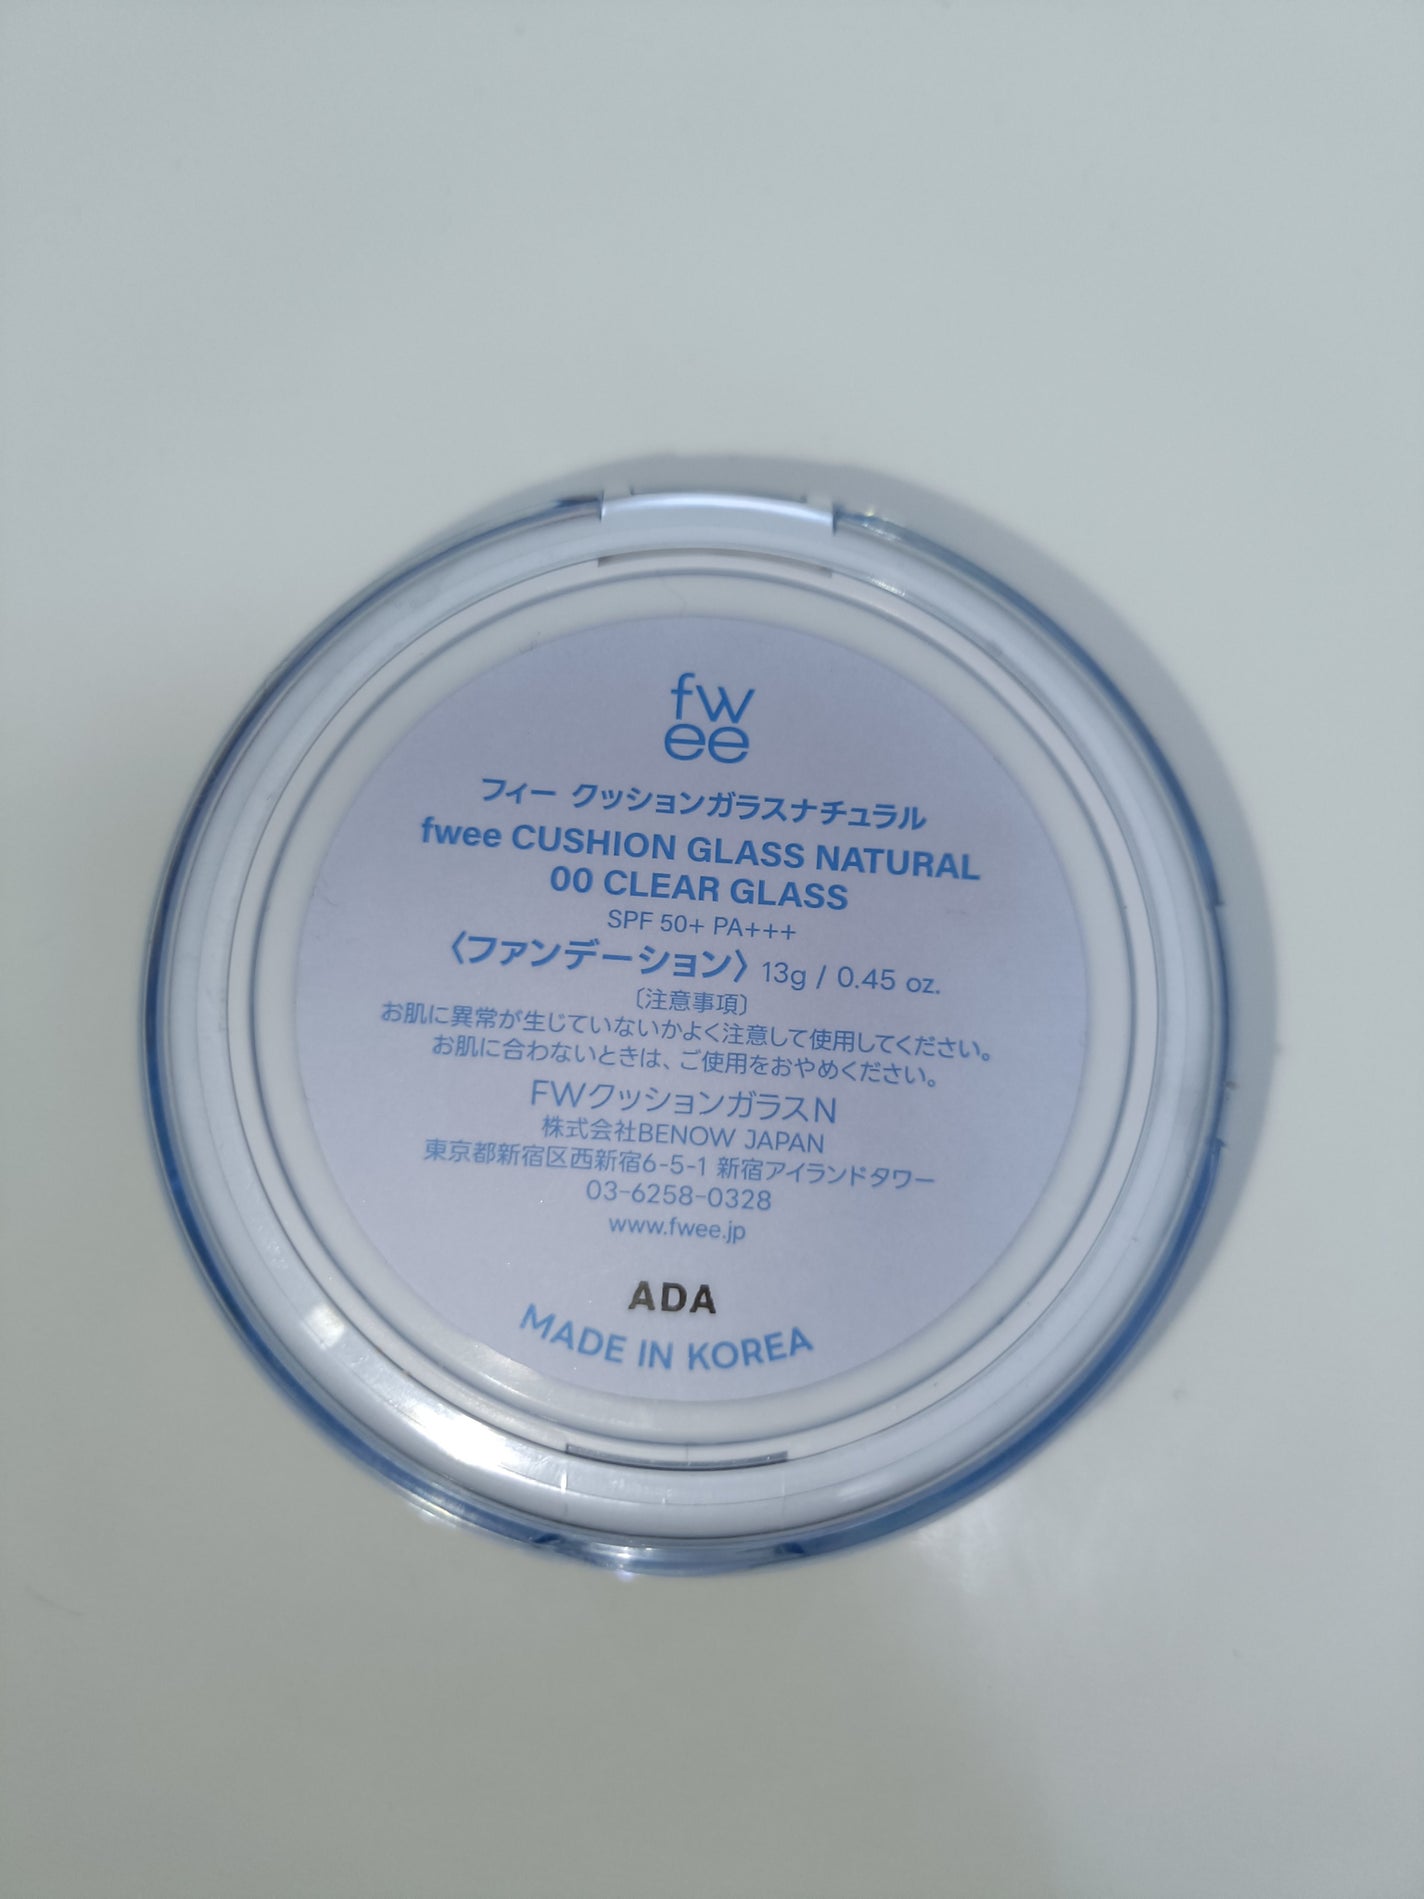 fw
ee
フィー クッションガラスナチュラル
fwee CUSHION GLASS NATURAL
00 CLEAR GLASS
SPF 50+ PA+++
〈ファンデーション〉 13g / 0.45 oz.
〔注意事項〕
お肌に異常が生じていないかよく注意して使用してください。
お肌に合わないときは、ご使用をおやめください。
FWクッションガラスN
株式会社BENOW JAPAN
東京都新宿区西新宿6-5-1 新宿アイランドタワー
03-6258-0328
www.fwee.jp
ADA
MADE IN KOREA